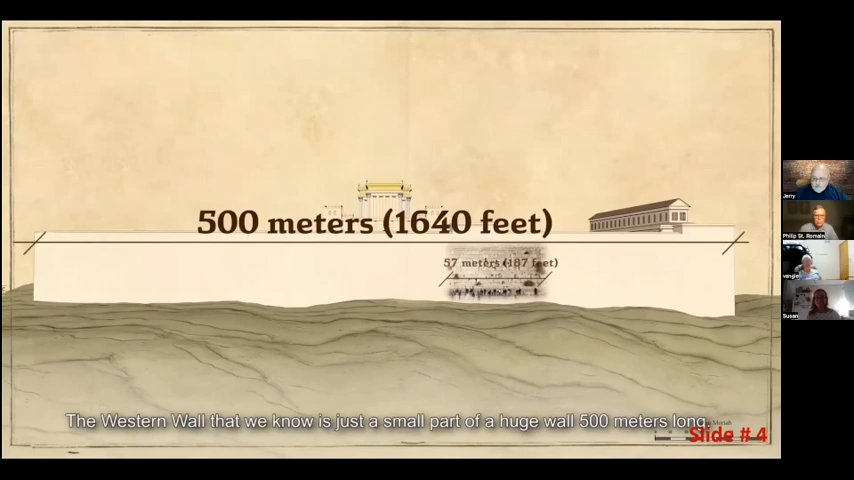 500 meters (1640 feet)
57 meters (187 feet)
The Western Wall that we know is just a small part of a huge wall 500 meters long.
Slide # 4
Jerry
Philip St. Romain
vangie
Susan